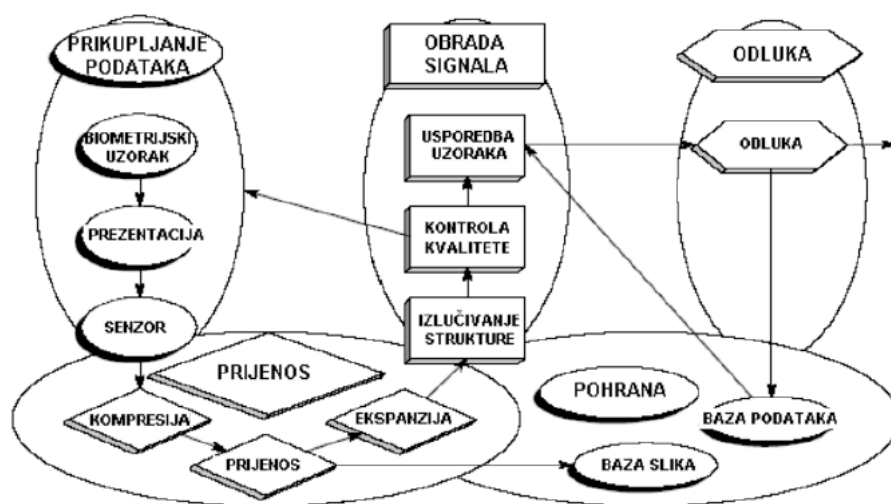 PRIKUPLJANJE
PODATAKA
BIOMETRIJSKI
UZORAK
PREZENTACIJA
SENZOR
OBRADA
SIGNALA
USPOREDBA
UZORAKA
KONTROLA
KVALITETE
IZLUČIVANJE
STRUKTURE
ODLUKA
ODLUKA
PRIJENOS
KOMPRESIJA
PRIJENOS
EKSPANZIJA
POHRANA
BAZA PODATAKA
BAZA SLIKA